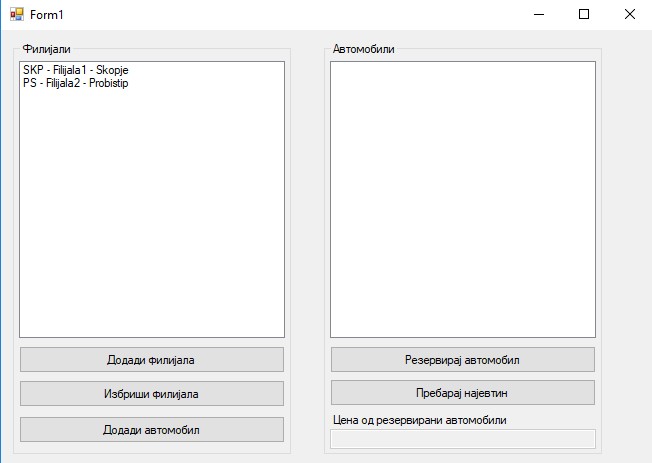 Form1
Филијали
SKP - Filijala1 - Skopje
PS - Filijala2 - Probistip
Додади филијала
Избриши филијала
Додади автомобил
Автомобили
Резервирај автомобил
Пребарај најевтин
Цена од резервирани автомобили